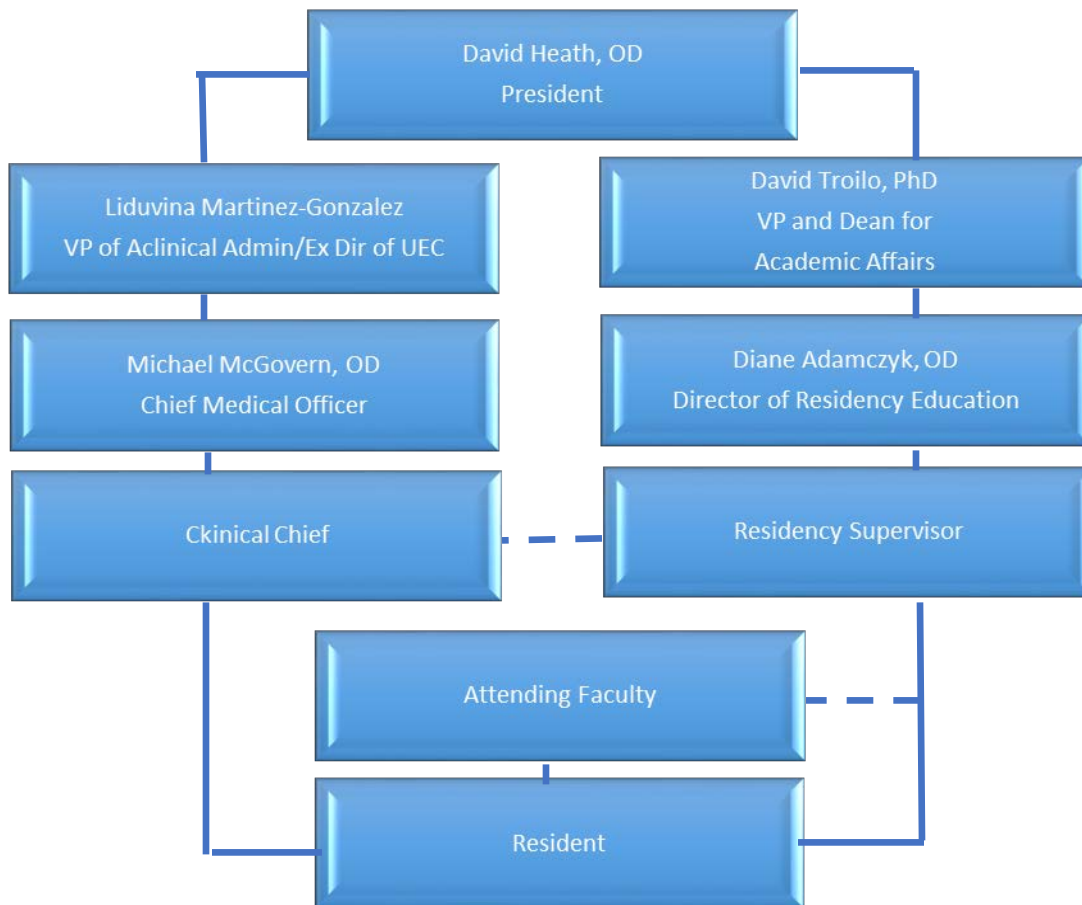 David Heath, OD
President
Liduvina Martinez-Gonzalez
VP of Aclinical Admin/Ex Dir of UEC
David Troilo, PhD
VP and Dean for
Academic Affairs
Michael McGovern, OD
Chief Medical Officer
Diane Adamczyk, OD
Director of Residency Education
Ckinical Chief
Residency Supervisor
Attending Faculty
Resident